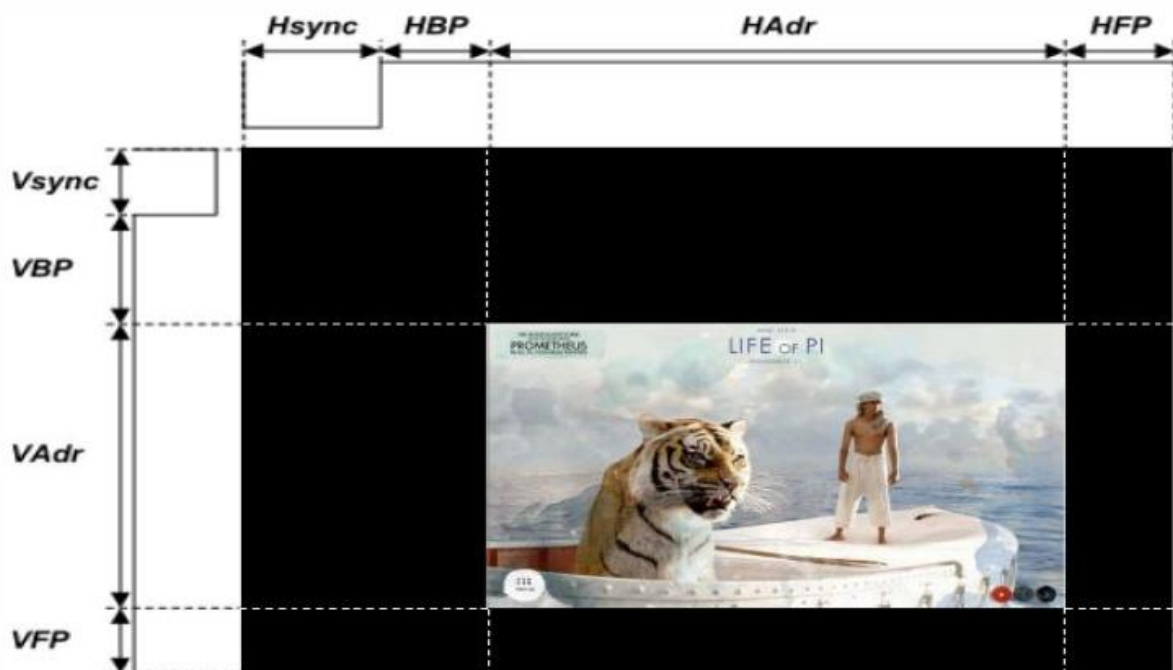 Hsync HBP HAdr HFP
Vsync
VBP
VAdr
VFP
PROMETHEUS
LIFE OF PI